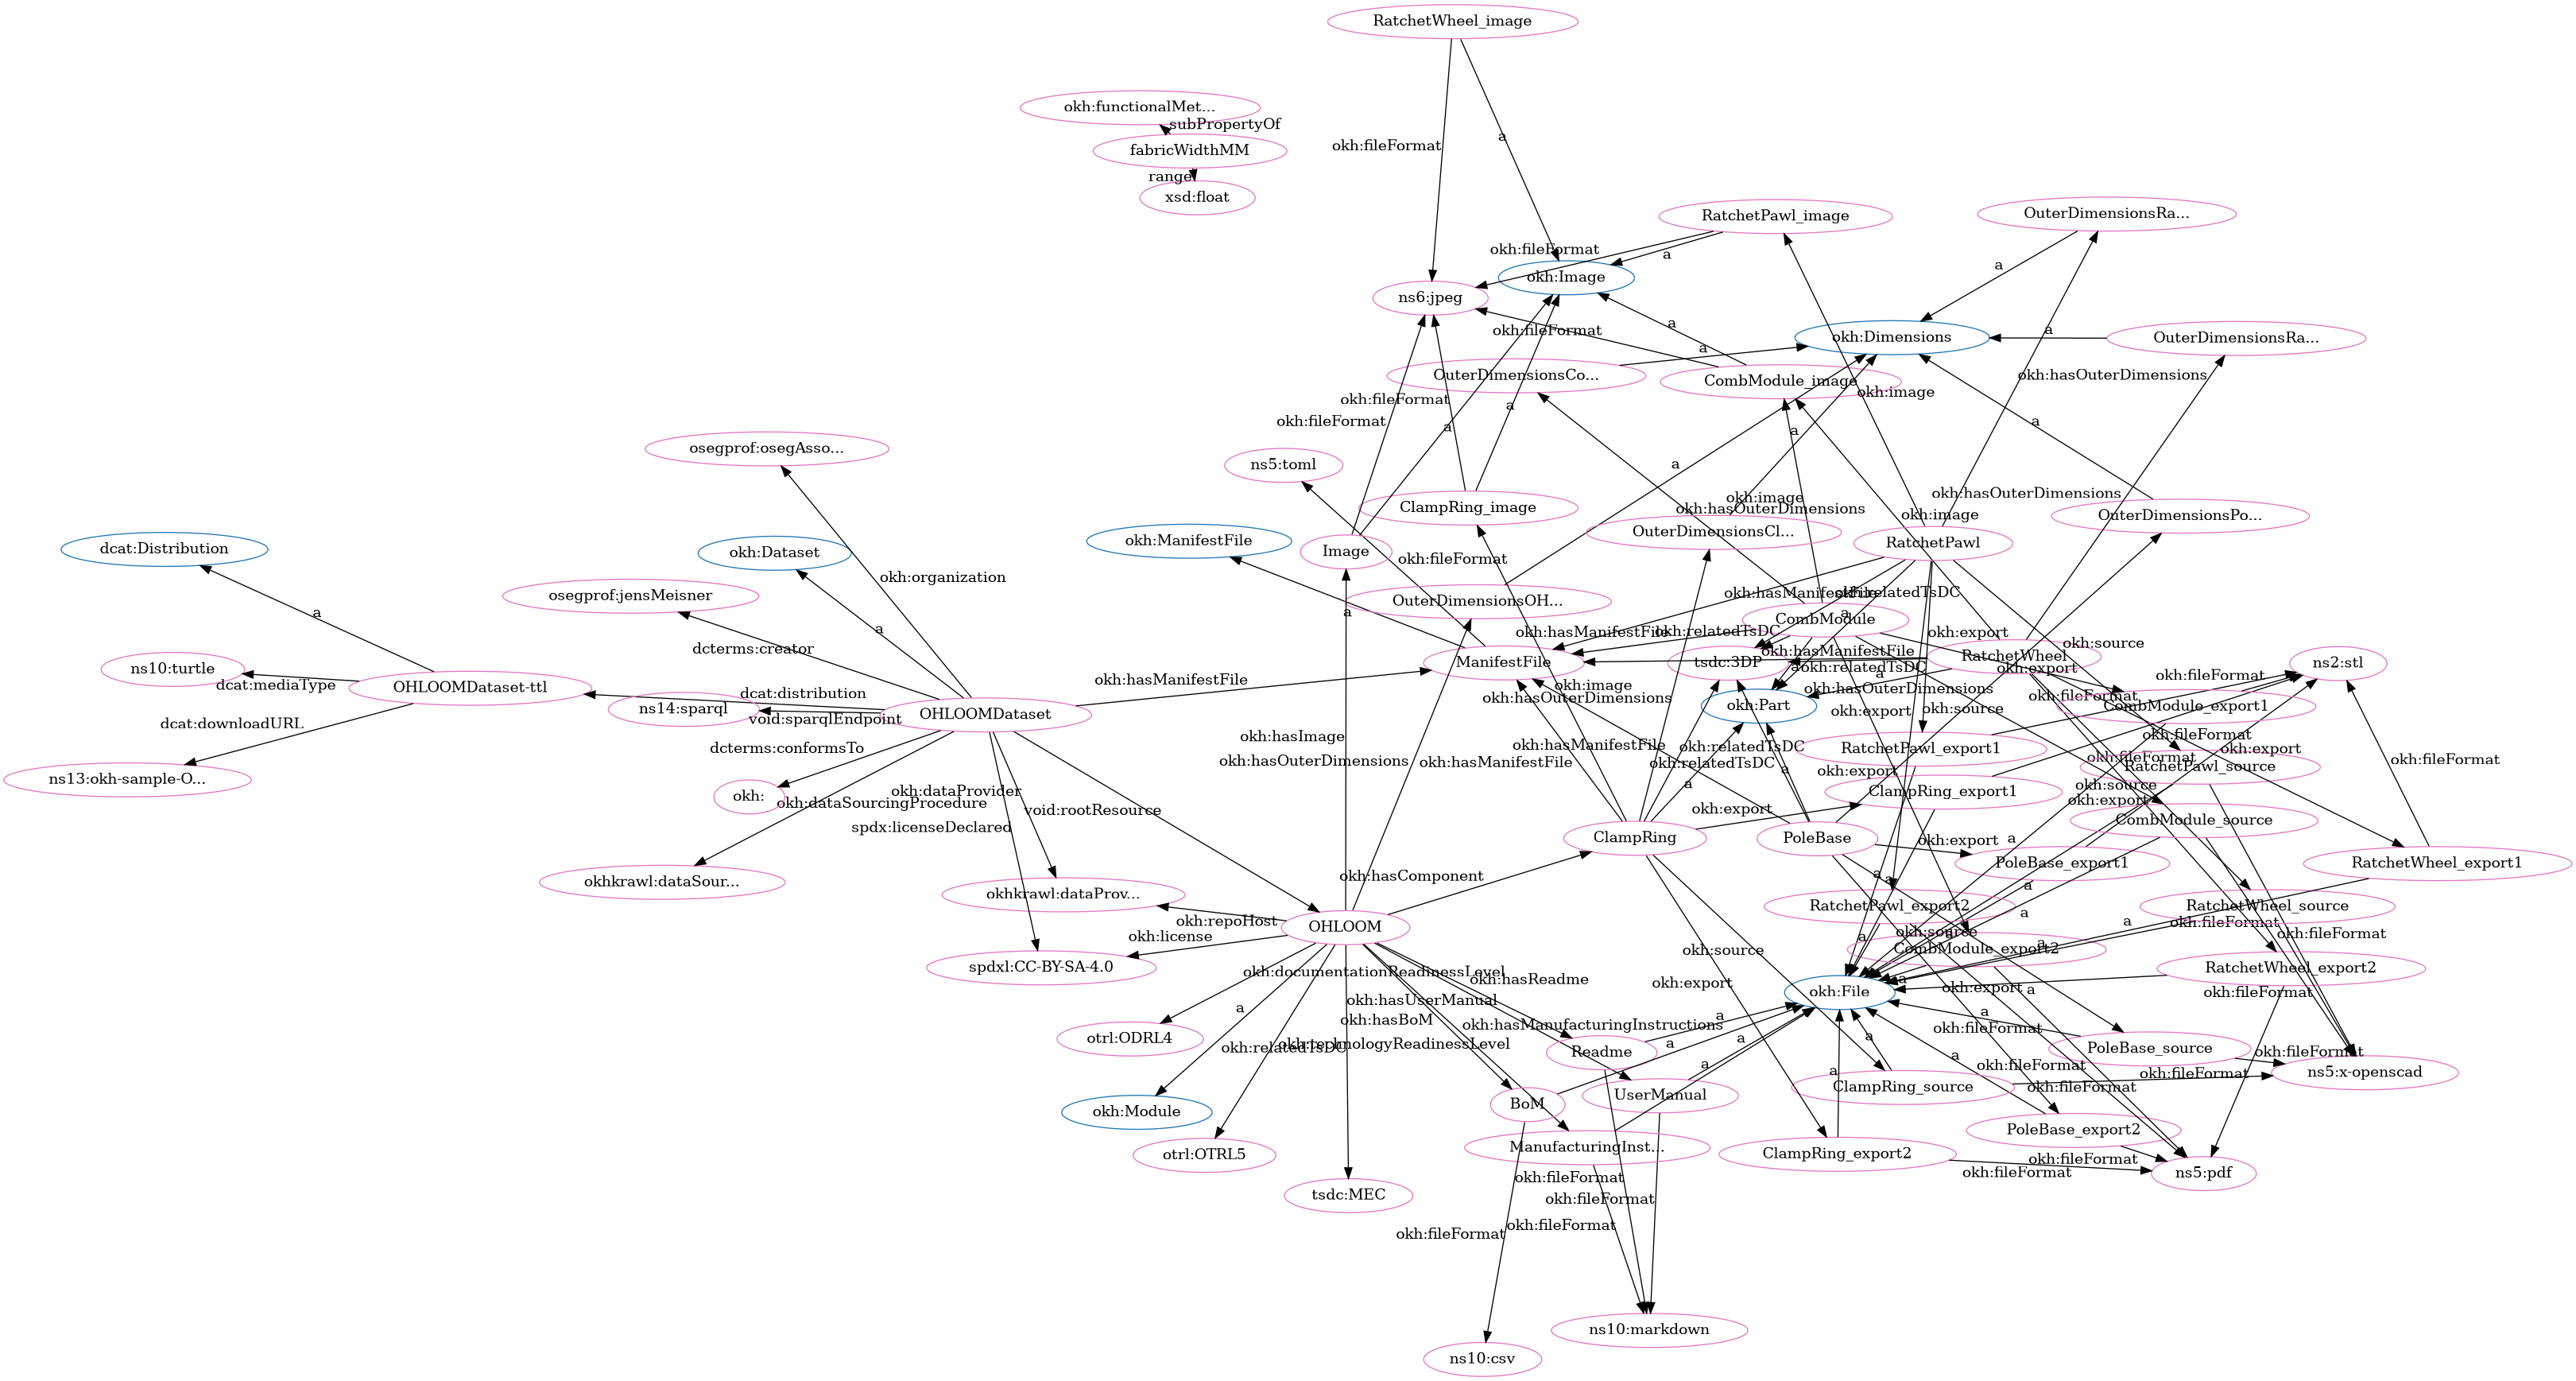 RatchetWheel_image
okh:functionalMet...
subPropertyOf
a
okh:fileFormat
fabricWidthMM
range
xsd:float
RatchetPawl_image
OuterDimensionsRa...
okh:fileFormat
a
a
okh:Image
ns6:jpeg
a
okh:fileFormat
okh:Dimensions
a
OuterDimensionsRa...
a
OuterDimensionsCo...
CombModule_image
okh:hasOuterDimensions
okh:image
okh:fileFormat
a
okh:fileFormat
a
a
a
osegprof:osegAsso...
ns5:toml
a
okh:image
okh:hasOuterDimensions
okh:hasOuterDimensions
ClampRing_image
okh:image
OuterDimensionsPo...
OuterDimensionsCl...
dcat:Distribution
okh:Dataset
okh:ManifestFile
Image
RatchetPawl
okh:fileFormat
okh:organization
osegprof:jensMeisner
okh:hasManifestFile
okh:relatedTsDC
OuterDimensionsOH...
a
a
a
a
CombModule
okh:hasManifestFile
okh:relatedTsDC
okh:export
okh:source
dcterms:creator
okh:hasManifestFile
RatchetWheel
ManifestFile
tsdc:3DP
ns2:stl
ns10:turtle
okh:relatedTsDC
a
okh:export
okh:fileFormat
dcat:mediaType
OHLOOMDataset-ttl
okh:hasManifestFile
okh:image
okh:hasOuterDimensions
okh:hasOuterDimensions
a
dcat:distribution
okh:fileFormat
ns14:sparql
void:sparqlEndpoint
OHLOOMDataset
okh:Part
okh:export
okh:source
CombModule_export1
dcat:downloadURL
okh:hasImage
okh:fileFormat
dcterms:conformsTo
okh:hasManifestFile
okh:relatedTsDC
RatchetPawl_export1
okh:export
okh:fileFormat
okh:hasOuterDimensions
okh:hasManifestFile
okh:relatedTsDC
a
okh:export
RatchetPawl_source
okh:fileFormat
ns13:okh-sample-O...
okh:
okh:dataProvider
okh:dataSourcingProcedure
void:rootResource
a
ClampRing_export1
okh:source
okh:export
okh:export
spdx:licenseDeclared
ClampRing
PoleBase
CombModule_source
okh:export
a
PoleBase_export1
RatchetWheel_export1
okhkrawl:dataSour...
okh:hasComponent
a
a
a
okhkrawl:dataProv...
RatchetPawl_export2
RatchetWheel_source
okh:repoHost
OHLOOM
okh:license
a
a
okh:fileFormat
okh:source
okh:fileFormat
a
a
okh:source
CombModule_export2
spdxl:CC-BY-SA-4.0
okh:documentationReadinessLevel
okh:hasReadme
okh:export
a
RatchetWheel_export2
okh:export
a
okh:File
okh:fileFormat
okh:hasUserManual
a
okh:hasBoM
okh:hasManufacturingInstructions
a
a
okh:fileFormat
otrl:ODRL4
okh:relatedTsDC
okh:technologyReadinessLevel
a
a
a
Readme
PoleBase_source
okh:fileFormat
a
okh:fileFormat
a
a
okh:fileFormat
ns5:x-openscad
ClampRing_source
okh:fileFormat
UserManual
BoM
okh:Module
PoleBase_export2
ManufacturingInst...
otrl:OTRL5
ClampRing_export2
okh:fileFormat
okh:fileFormat
ns5:pdf
okh:fileFormat
tsdc:MEC
okh:fileFormat
okh:fileFormat
okh:fileFormat
ns10:markdown
ns10:csv